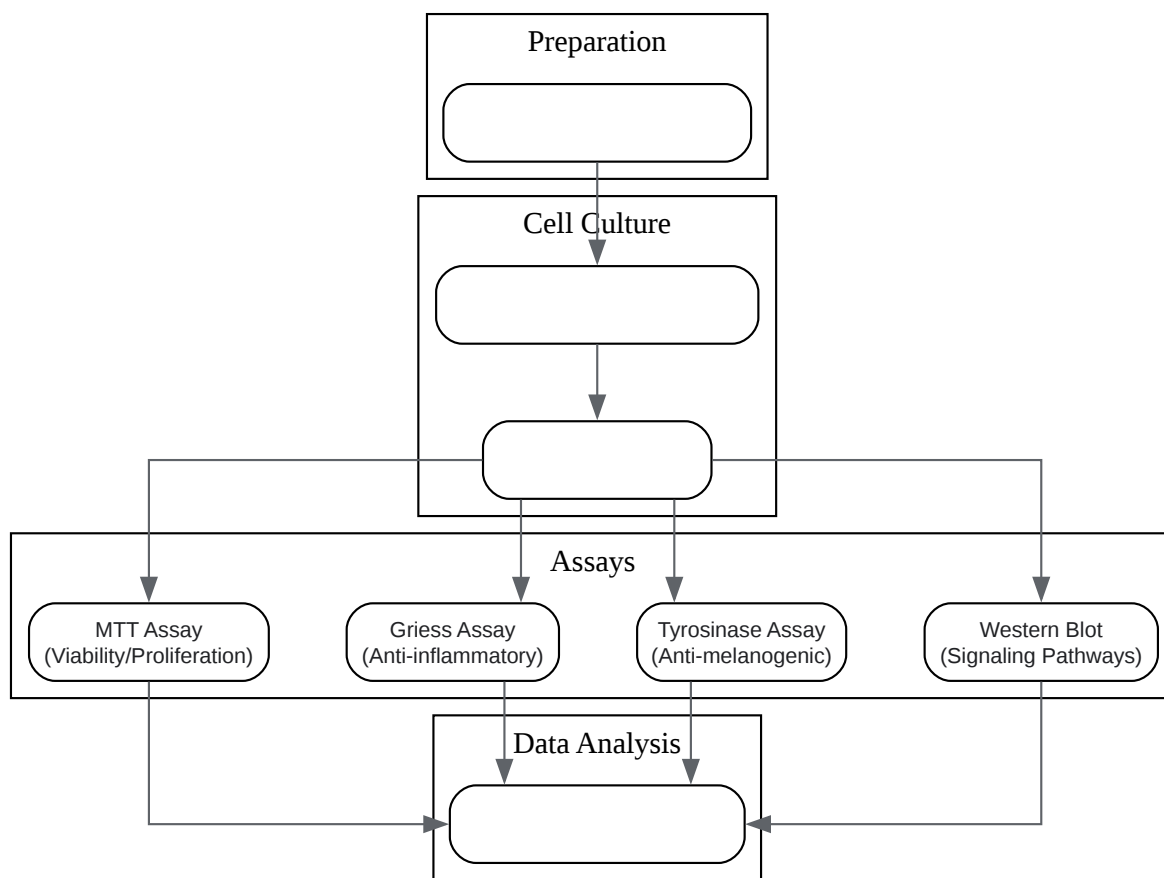 Preparation
Cell Culture
Assays
MTT Assay
(Viability/Proliferation)
Griess Assay
(Anti-inflammatory)
Tyrosinase Assay
(Anti-melanogenic)
Western Blot
(Signaling Pathways)
Data Analysis